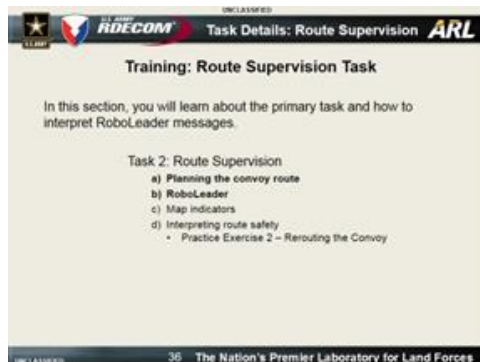 UNCLASSIFIED
U.S. ARMY
RDECOM
Task Details: Route Supervision
ARL
U.S. ARMY
Training: Route Supervision Task
In this section, you will learn about the primary task and how to
interpret RoboLeader messages.
Task 2: Route Supervision
a) Planning the convoy route
b) RoboLeader
c) Map indicators
d) Interpreting route safety
• Practice Exercise 2 – Rerouting the Convoy
UNCLASSIFIED
36 The Nation's Premier Laboratory for Land Forces